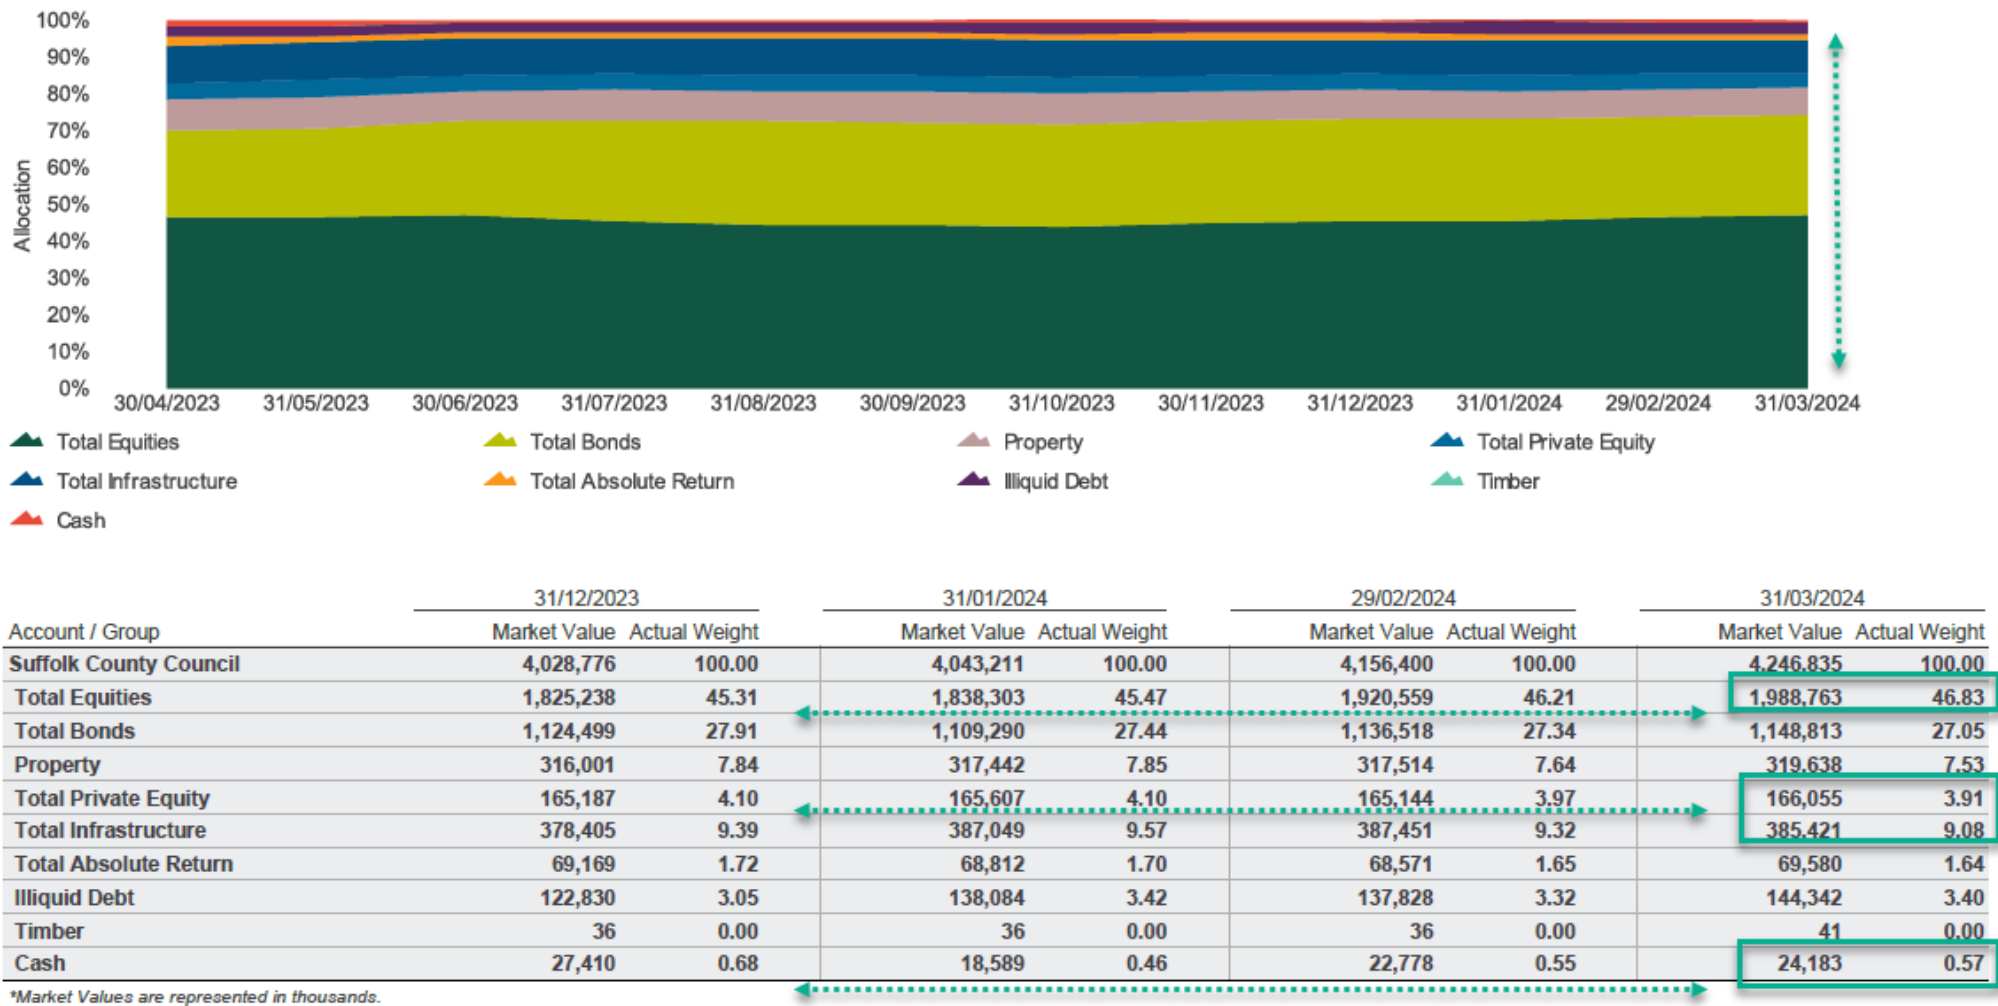 100%
90%
80%
70%
60%
50%
40%
30%
20%
10%
0%
Allocation
30/04/2023 31/05/2023 30/06/2023 31/07/2023 31/08/2023 30/09/2023 31/10/2023 30/11/2023 31/12/2023 31/01/2024 29/02/2024 31/03/2024
Total Equities Total Bonds Property Total Private Equity
Total Infrastructure Total Absolute Return Illiquid Debt Timber
Cash
31/12/2023 31/01/2024 29/02/2024 31/03/2024
Account / Group Market Value Actual Weight Market Value Actual Weight Market Value Actual Weight Market Value Actual Weight
Suffolk County Council 4,028,776 100.00 4,043,211 100.00 4,156,400 100.00 4,246,835 100.00
Total Equities 1,825,238 45.31 1,838,303 45.47 1,920,559 46.21 1,988,763 46.83
Total Bonds 1,124,499 27.91 1,109,290 27.44 1,136,518 27.34 1,148,813 27.05
Property 316,001 7.84 317,442 7.85 317,514 7.64 319,638 7.53
Total Private Equity 165,187 4.10 165,607 4.10 165,144 3.97 166,055 3.91
Total Infrastructure 378,405 9.39 387,049 9.57 387,451 9.32 385,421 9.08
Total Absolute Return 69,169 1.72 68,812 1.70 68,571 1.65 69,580 1.64
Illiquid Debt 122,830 3.05 138,084 3.42 137,828 3.32 144,342 3.40
Timber 36 0.00 36 0.00 36 0.00 41 0.00
Cash 27,410 0.68 18,589 0.46 22,778 0.55 24,183 0.57
*Market Values are represented in thousands.